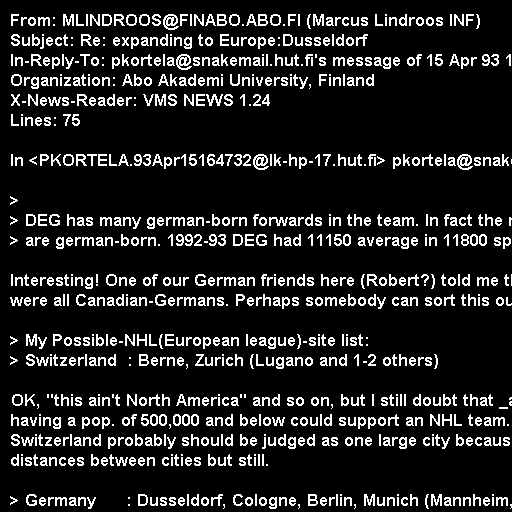 From: MLINDROOS@FINABO.ABO.FI (Marcus Lindroos INF)
Subject: Re: expanding to Europe:Dusseldorf
In-Reply-To: pkortela@snakemail.hut.fi's message of 15 Apr 93 1
Organization: Abo Akademi University, Finland
X-News-Reader: VMS NEWS 1.24
Lines: 75

In <PKORTELA.93Apr15164732@lk-hp-17.hut.fi> pkortela@snake

>
> DEG has many german-born forwards in the team. In fact the
> are german-born. 1992-93 DEG had 11150 average in 11800 sp

Interesting! One of our German friends here (Robert?) told me
were all Canadian-Germans. Perhaps somebody can sort this ou

> My Possible-NHL(European league)-site list:
> Switzerland  : Berne, Zurich (Lugano and 1-2 others)

OK, "this ain't North America" and so on, but I still doubt that _a
having a pop. of 500,000 and below could support an NHL team.
Switzerland probably should be judged as one large city becaus
distances between cities but still.

> Germany      : Dusseldorf, Cologne, Berlin, Munich (Mannheim,